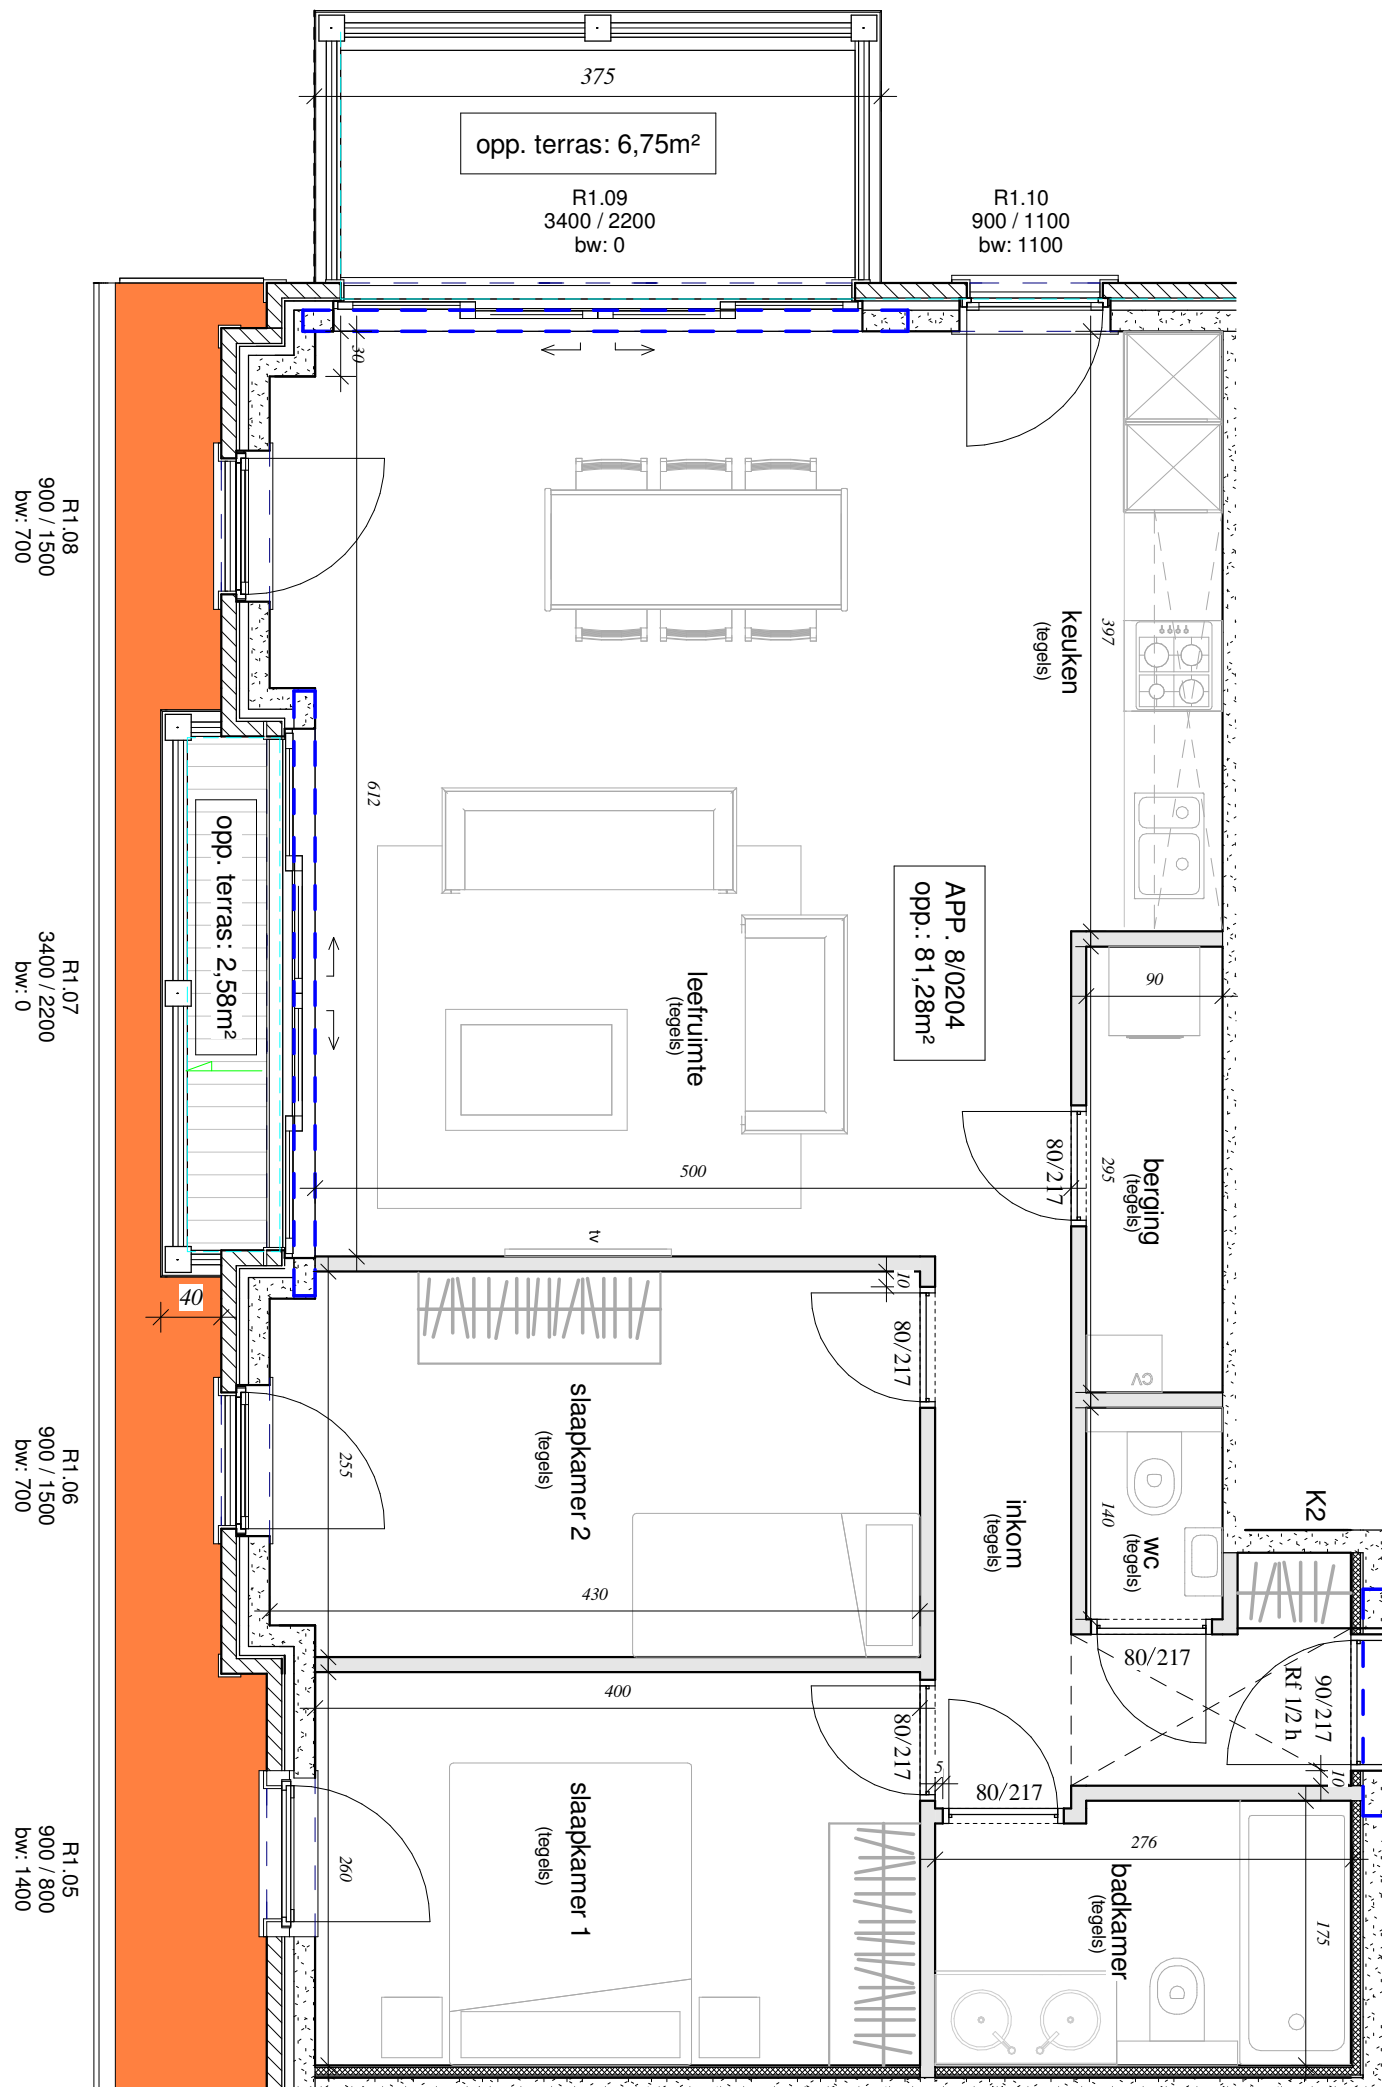 375
opp. terras: 6,75m²
R1.09
3400 / 2200
bw: 0
R1.10
900 / 1100
bw: 1100
30
R1.08
900 / 1500
bw: 700
keuken
(tegels)
397
612
opp. terras: 2,58m²
R1.07
3400 / 2200
bw: 0
APP. 8/0204
opp.: 81,28m²
leefruimte
(tegels)
90
berging
(tegels)
295
80/217
500
tv
40
10
80/217
CV
slaapkamer 2
(tegels)
255
430
R1.06
900 / 1500
bw: 700
inkom
(tegels)
wc
(tegels)
140
K2
80/217
90/217
Rf 1/2 h
10
400
80/217
5
80/217
slaapkamer 1
(tegels)
260
R1.05
900 / 800
bw: 1400
276
badkamer
(tegels)
175